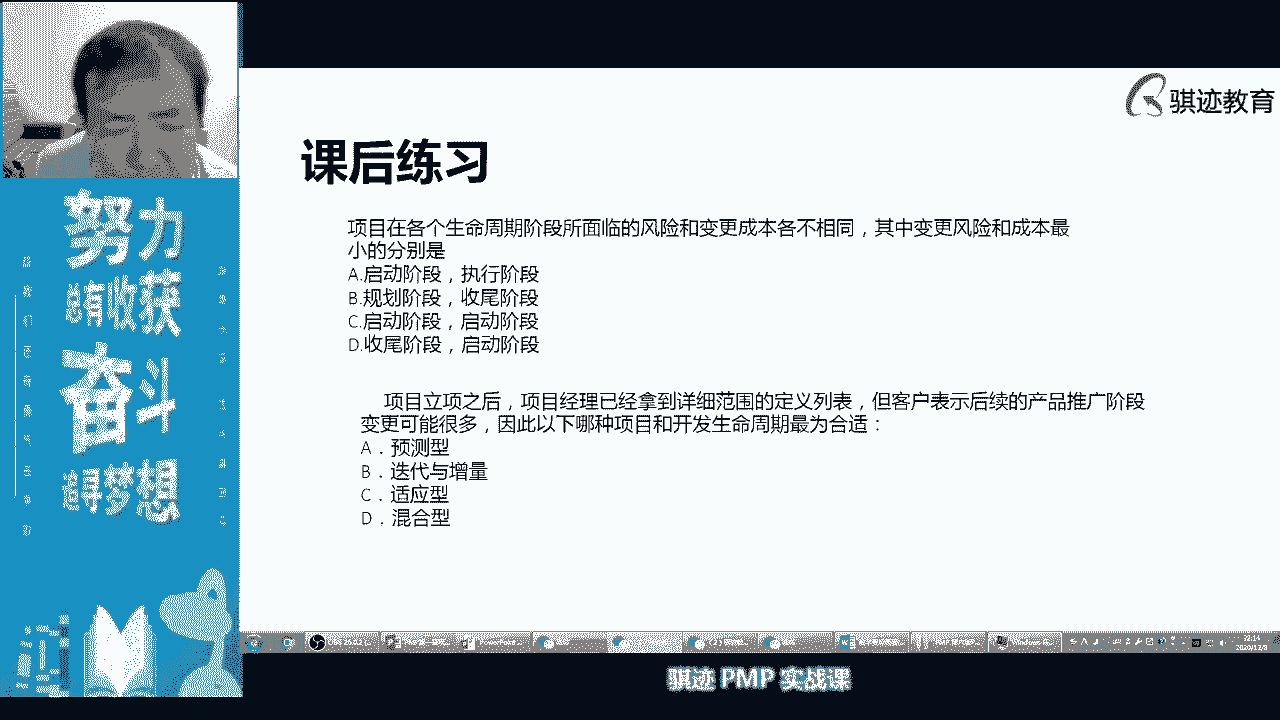 骐迹教育
课后练习
项目在各个生命周期阶段所面临的风险和变更成本各不相同，其中变更风险和成本最
小的分别是
A.启动阶段，执行阶段
B.规划阶段，收尾阶段
C.启动阶段，启动阶段
D.收尾阶段，启动阶段
项目立项之后，项目经理已经拿到详细范围的定义列表，但客户表示后续的产品推广阶段
变更可能很多，因此以下哪种项目和开发生命周期最为合适：
A．预测型
B．迭代与增量
C．适应型
D．混合型
努力
总有收获
奋斗
追寻梦想
22:14
2020/12/8
骐迹 PMP 实战课